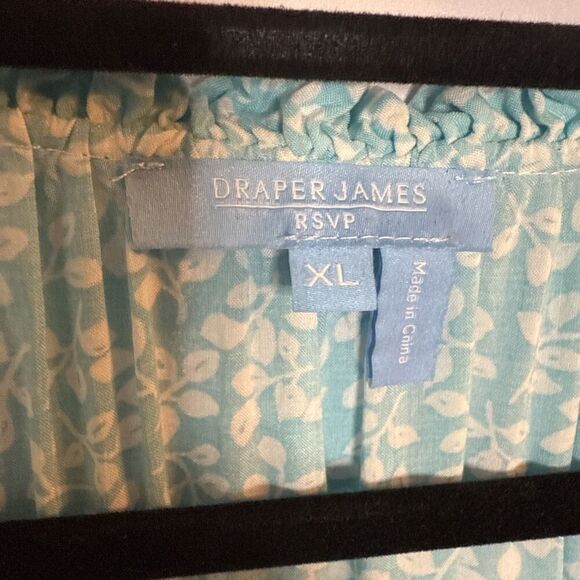 DRAPER JAMES
RSVP
XL
Made in China